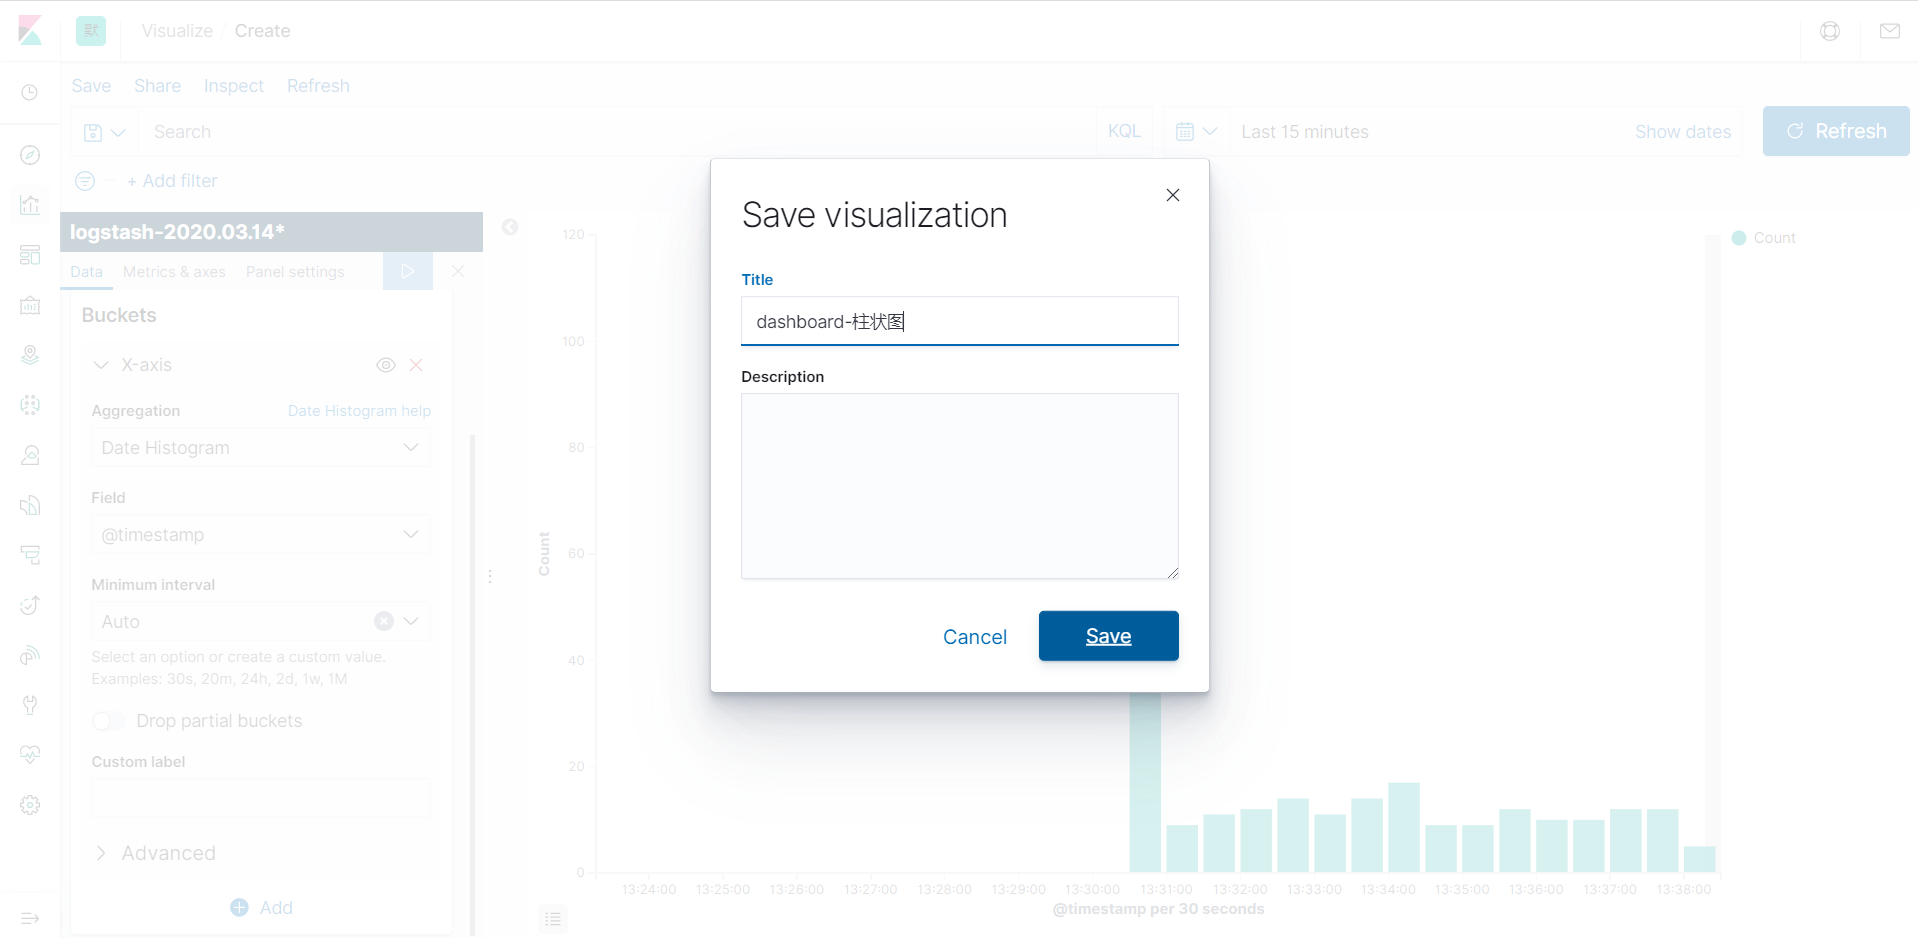 默
Visualize / Create
Save Share Inspect Refresh
Search
KQL
Last 15 minutes
Show dates
Refresh
+ Add filter
logstash-2020.03.14*
Data Metrics & axes Panel settings
Buckets
X-axis
Aggregation
Date Histogram help
Date Histogram
Field
@timestamp
Minimum interval
Auto
Select an option or create a custom value.
Examples: 30s, 20m, 24h, 2d, 1w, 1M
Drop partial buckets
Custom label
Advanced
Add
Save visualization
Title
dashboard-柱状图
Description
Cancel
Save
Count
120
100
80
60
40
20
0
Count
13:24:00 13:25:00 13:26:00 13:27:00 13:28:00 13:29:00 13:30:00 13:31:00 13:32:00 13:33:00 13:34:00 13:35:00 13:36:00 13:37:00 13:38:00
@timestamp per 30 seconds